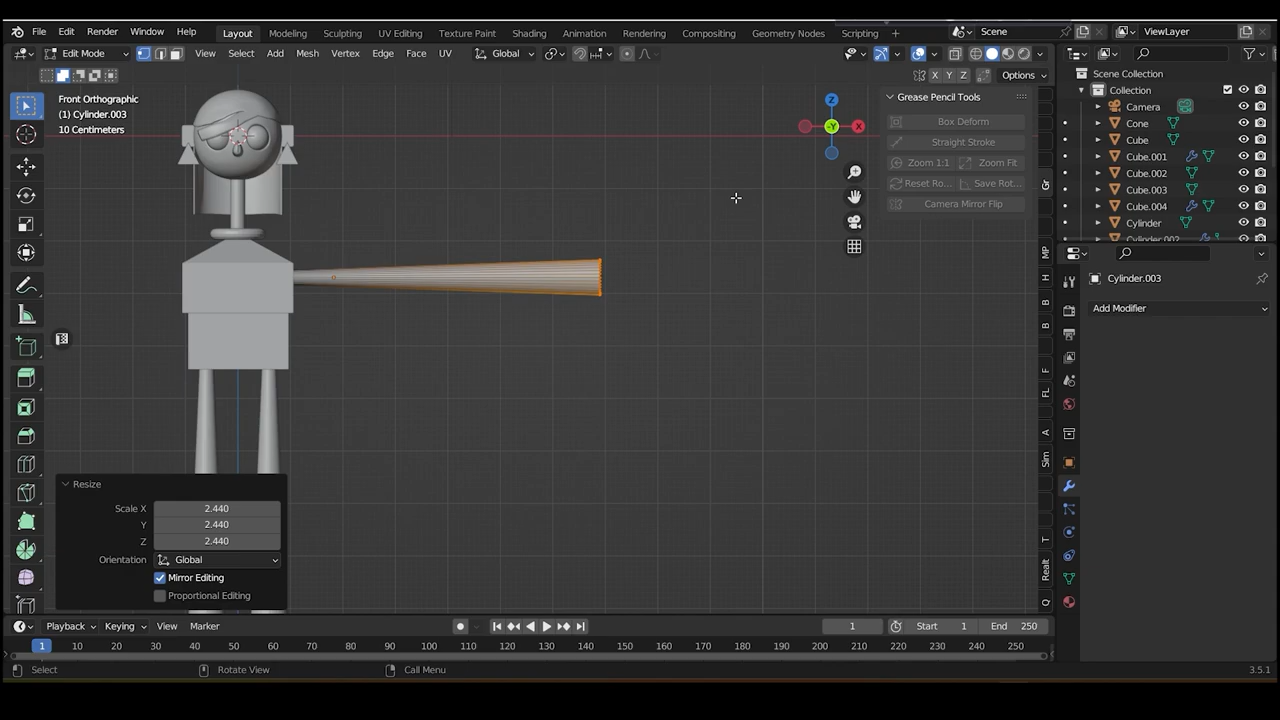 File Edit Render Window Help Layout Modeling Sculpting UV Editing Texture Paint Shading Animation Rendering Compositing Geometry Nodes Scripting + Scene ViewLayer
Edit Mode View Select Add Mesh Vertex Edge Face UV Global
X Y Z Options
Front Orthographic
(1) Cylinder.003
10 Centimeters
Z
X
-Y
Grease Pencil Tools
Box Deform
Straight Stroke
Zoom 1:1 Zoom Fit
Reset Ro... Save Rot...
Camera Mirror Flip
Gr
MP
H
B
B
F
FL
A
Sim
T
Realt
Q
Scene Collection
Collection
Camera
Cone
Cube
Cube.001
Cube.002
Cube.003
Cube.004
Cylinder
Cylinder.002
Cylinder.003
Add Modifier
Resize
Scale X 2.440
Y 2.440
Z 2.440
Orientation Global
Mirror Editing
Proportional Editing
Playback Keying View Marker 1 Start 1 End 250
1 10 20 30 40 50 60 70 80 90 100 110 120 130 140 150 160 170 180 190 200 210 220 230 240 250
Select Rotate View Call Menu 3.5.1